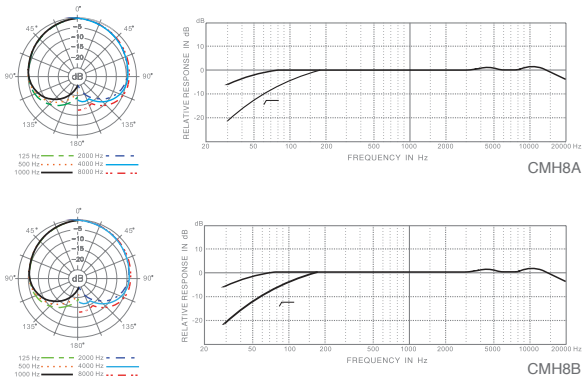 0°
45° 45°
-5
-10
-15
-20
90° dB 90°
135° 135°
180°
125 Hz 2000 Hz
500 Hz 4000 Hz
1000 Hz 8000 Hz
dB
10
0
-10
-20
RELATIVE RESPONSE IN dB
20 50 100 200 500 1000 2000 5000 10000 20000 Hz
FREQUENCY IN Hz
CMH8A
0°
45° 45°
-5
-10
-15
-20
90° dB 90°
135° 135°
180°
125 Hz 2000 Hz
500 Hz 4000 Hz
1000 Hz 8000 Hz
dB
10
0
-10
-20
RELATIVE RESPONSE IN dB
20 50 100 200 500 1000 2000 5000 10000 20000 Hz
FREQUENCY IN Hz
CMH8B